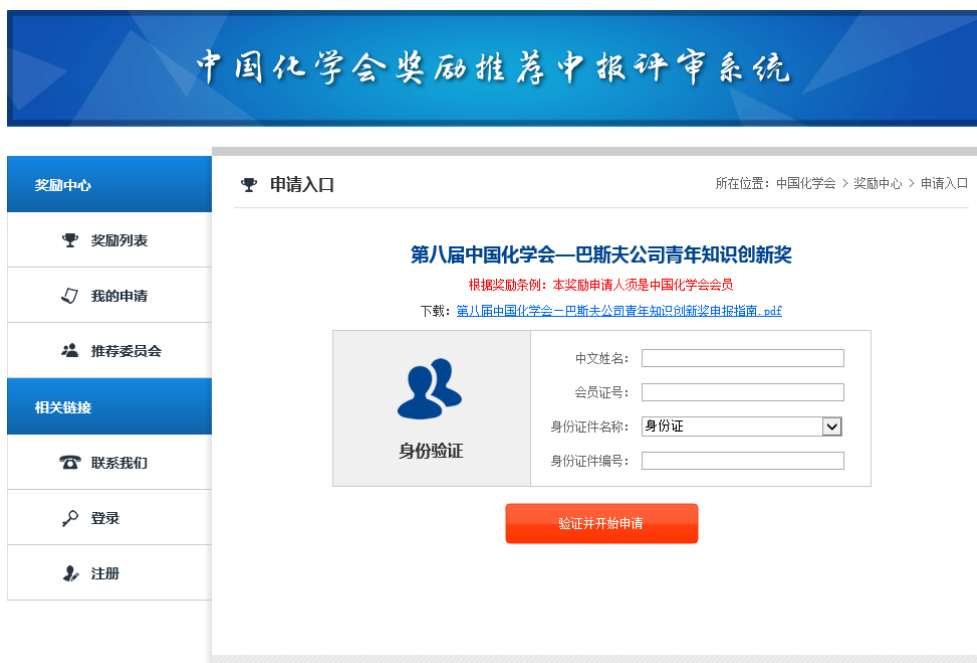 中国化学会奖励推荐申报评审系统
奖励中心
奖励列表
我的申请
推荐委员会
相关链接
联系我们
登录
注册
申请入口
所在位置：中国化学会 > 奖励中心 > 申请入口
第八届中国化学会—巴斯夫公司青年知识创新奖
根据奖励条例：本奖励申请人须是中国化学会会员
下载：第八届中国化学会－巴斯夫公司青年知识创新奖申报指南.pdf
身份验证
中文姓名：
会员证号：
身份证件名称：身份证
身份证件编号：
验证并开始申请